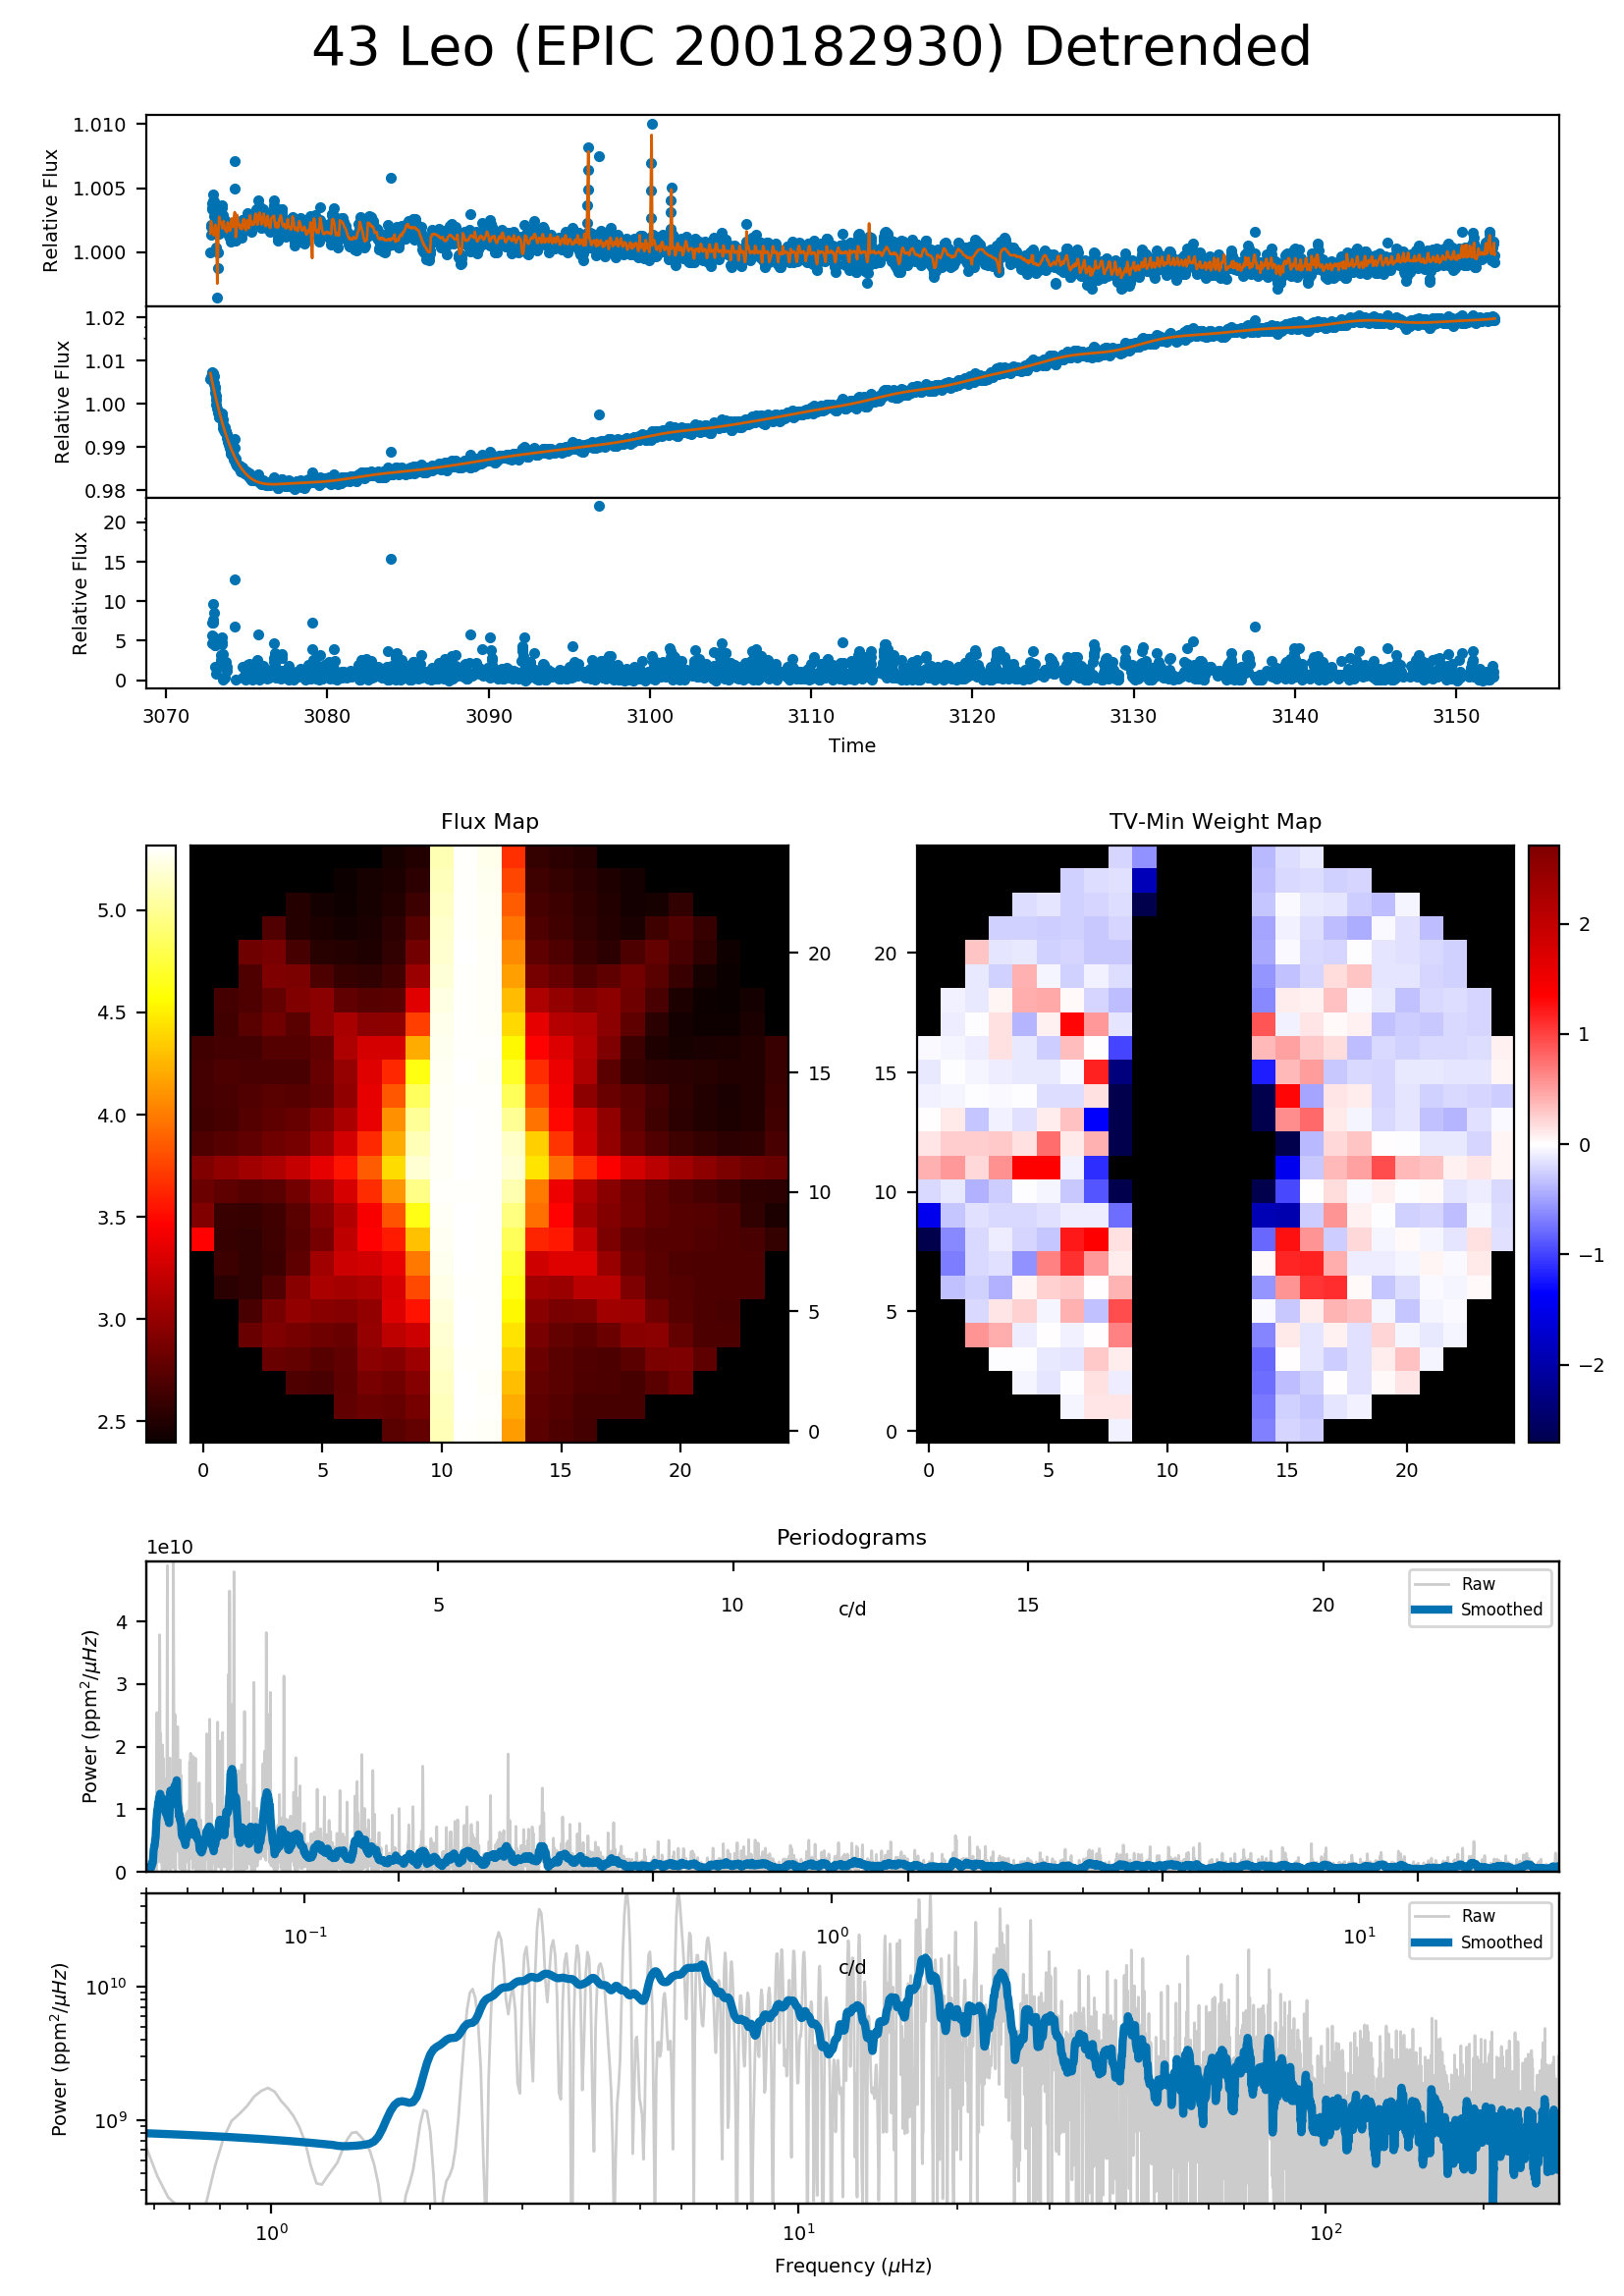 43 Leo (EPIC 200182930) Detrended
Relative Flux
1.010
1.005
1.000
Relative Flux
1.02
1.01
1.00
0.99
0.98
Relative Flux
20
15
10
5
0
3070 3080 3090 3100 3110 3120 3130 3140 3150
Time
Flux Map
5.0
4.5
4.0
3.5
3.0
2.5
20
15
10
5
0
0 5 10 15 20
TV-Min Weight Map
20
15
10
5
0
0 5 10 15 20
2
1
0
−1
−2
Periodograms
1e10
5 10 15 20
c/d
Raw
Smoothed
Power (ppm²/μHz)
4
3
2
1
0
10⁻¹ 10⁰ 10¹
c/d
Raw
Smoothed
Power (ppm²/μHz)
10¹⁰
10⁹
10⁰ 10¹ 10²
Frequency (μHz)